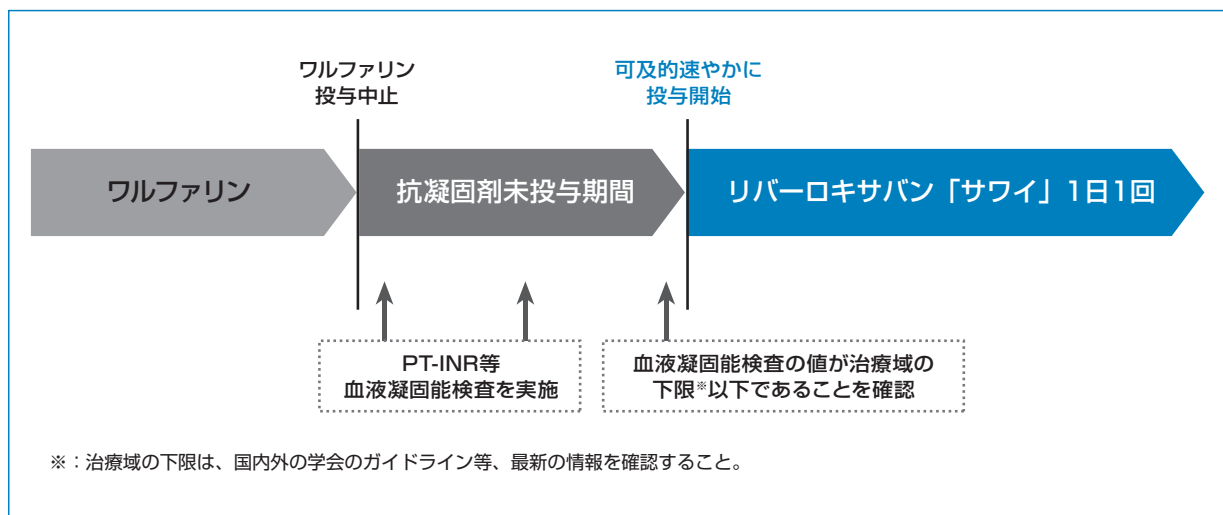 ワルファリン
投与中止
可及的速やかに
投与開始
ワルファリン
抗凝固剤未投与期間
リバーロキサバン「サワイ」1日1回
PT-INR等
血液凝固能検査を実施
血液凝固能検査の値が治療域の
下限※以下であることを確認
※：治療域の下限は、国内外の学会のガイドライン等、最新の情報を確認すること。